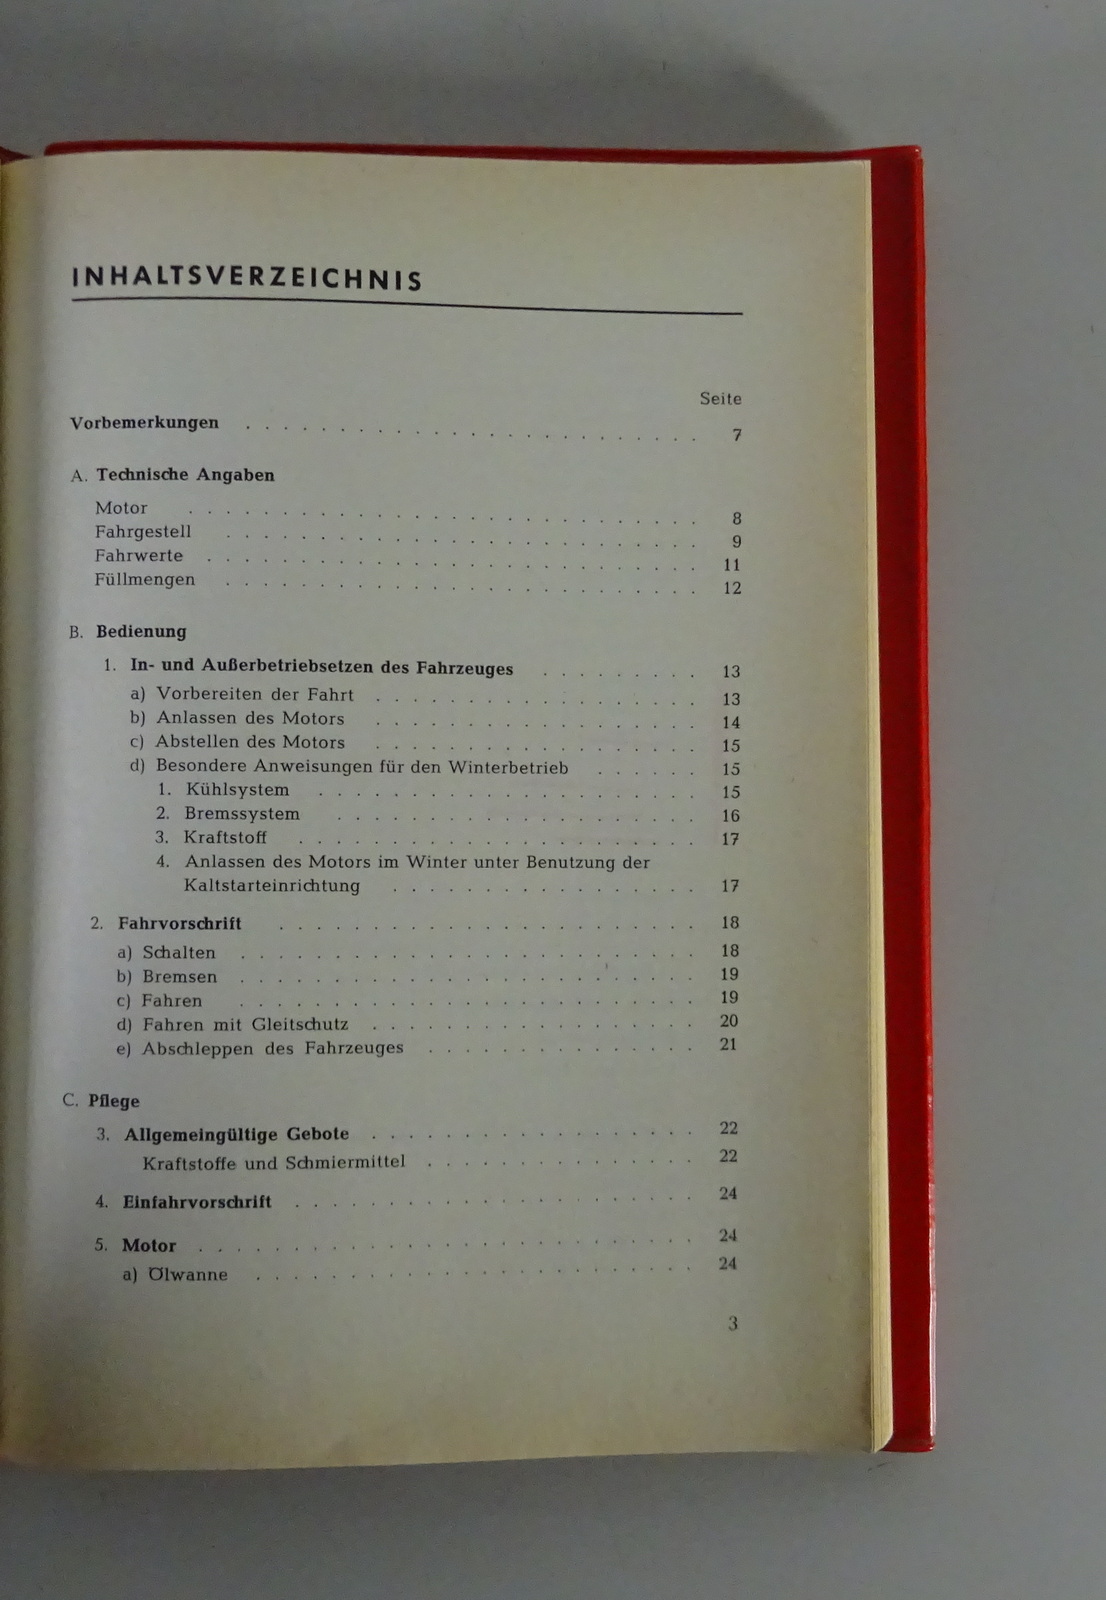 INHALTSVERZEICHNIS
Seite
Vorbemerkungen . . . . . . . . . . . . . . . . . . . . . . . . 7
A. Technische Angaben
Motor . . . . . . . . . . . . . . . . . . . . . . . . . . . 8
Fahrgestell . . . . . . . . . . . . . . . . . . . . . . . . . 9
Fahrwerte . . . . . . . . . . . . . . . . . . . . . . . . . . 11
Füllmengen . . . . . . . . . . . . . . . . . . . . . . . . . 12
B. Bedienung
1. In- und Außerbetriebsetzen des Fahrzeuges . . . . . . . . . 13
a) Vorbereiten der Fahrt . . . . . . . . . . . . . . . . . . 13
b) Anlassen des Motors . . . . . . . . . . . . . . . . . . 14
c) Abstellen des Motors . . . . . . . . . . . . . . . . . . 15
d) Besondere Anweisungen für den Winterbetrieb . . . . . . 15
1. Kühlsystem . . . . . . . . . . . . . . . . . . . . . 15
2. Bremssystem . . . . . . . . . . . . . . . . . . . . 16
3. Kraftstoff . . . . . . . . . . . . . . . . . . . . . . 17
4. Anlassen des Motors im Winter unter Benutzung der
Kaltstarteinrichtung . . . . . . . . . . . . . . . . . 17
2. Fahrvorschrift . . . . . . . . . . . . . . . . . . . . . . . 18
a) Schalten . . . . . . . . . . . . . . . . . . . . . . . . . 18
b) Bremsen . . . . . . . . . . . . . . . . . . . . . . . . . 19
c) Fahren . . . . . . . . . . . . . . . . . . . . . . . . . 19
d) Fahren mit Gleitschutz . . . . . . . . . . . . . . . . . . 20
e) Abschleppen des Fahrzeuges . . . . . . . . . . . . . . . 21
C. Pflege
3. Allgemeingültige Gebote . . . . . . . . . . . . . . . . . . 22
Kraftstoffe und Schmiermittel . . . . . . . . . . . . . . . 22
4. Einfahrvorschrift . . . . . . . . . . . . . . . . . . . . . . 24
5. Motor . . . . . . . . . . . . . . . . . . . . . . . . . . . 24
a) Ölwanne . . . . . . . . . . . . . . . . . . . . . . . . 24
3